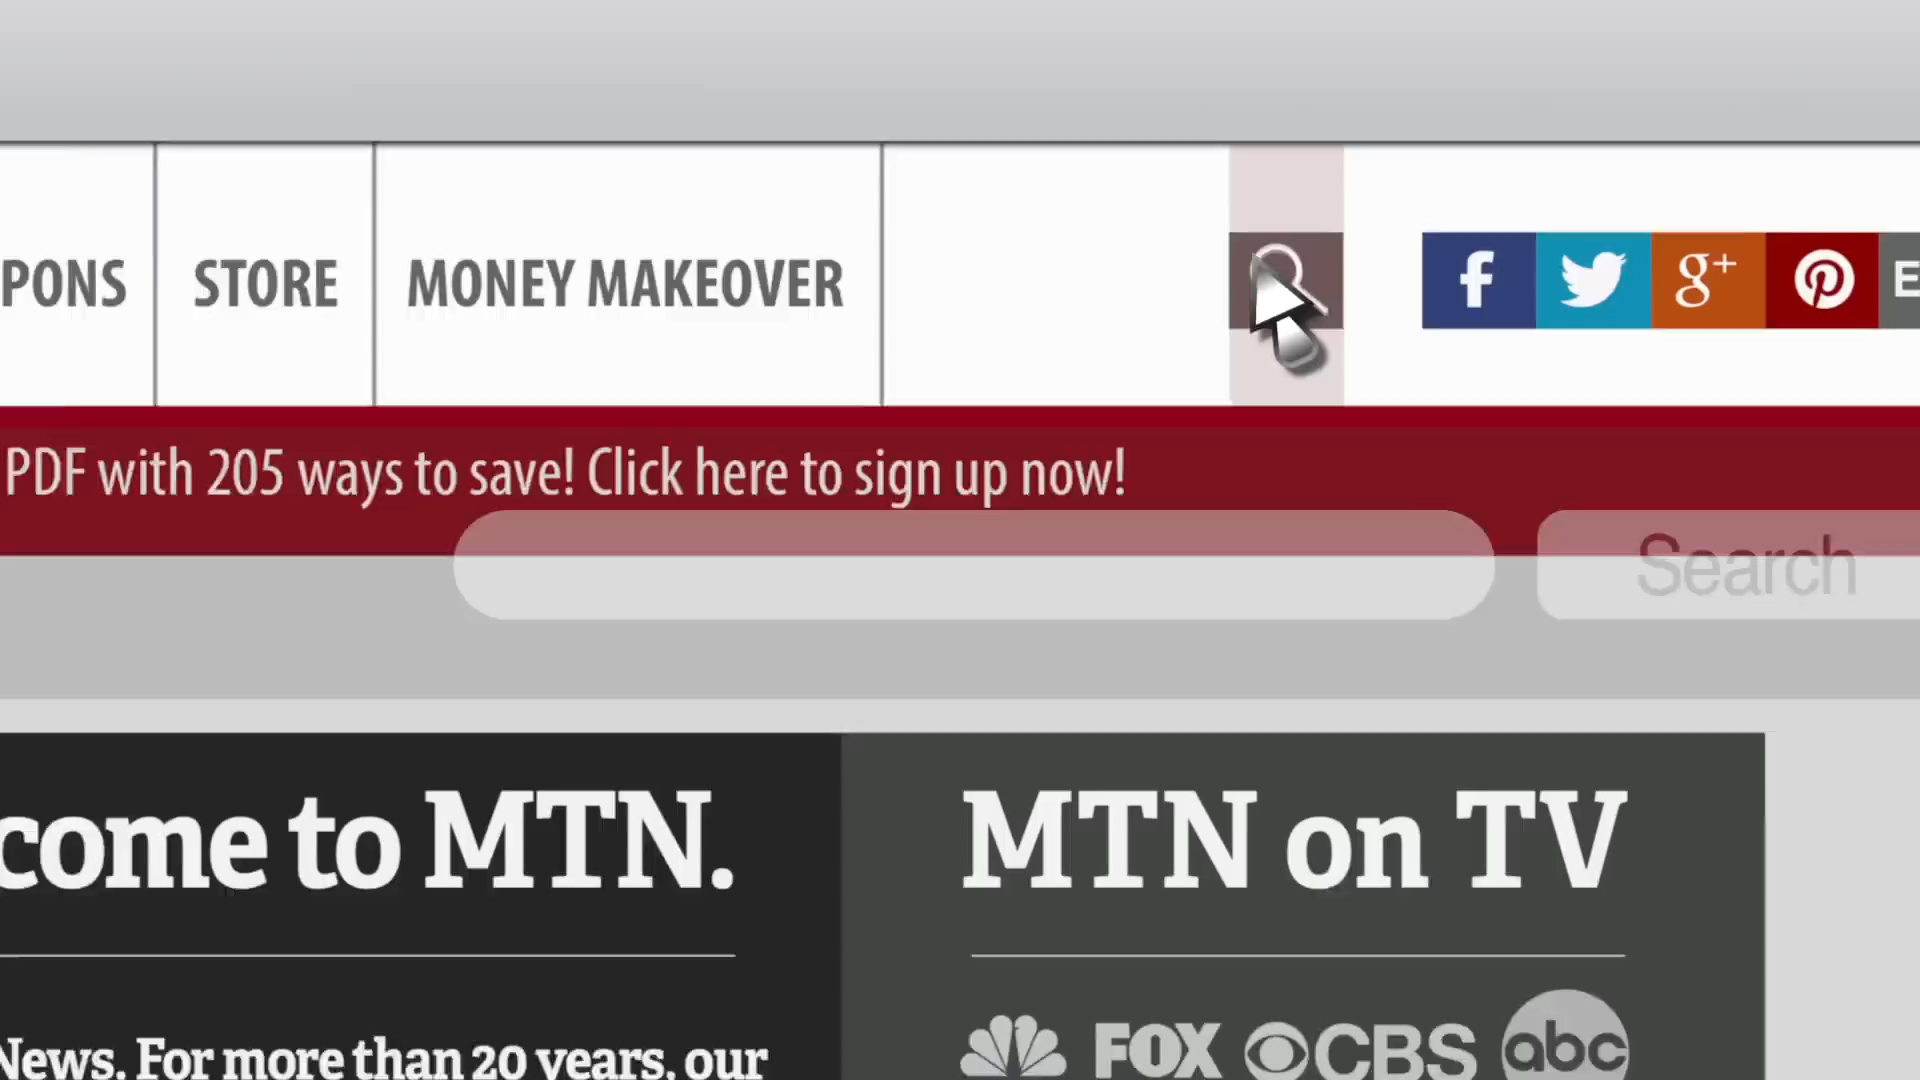 PONS STORE MONEY MAKEOVER f g+ E
PDF with 205 ways to save! Click here to sign up now!
Search
come to MTN.
MTN on TV
News. For more than 20 years, our
FOX CBS abc